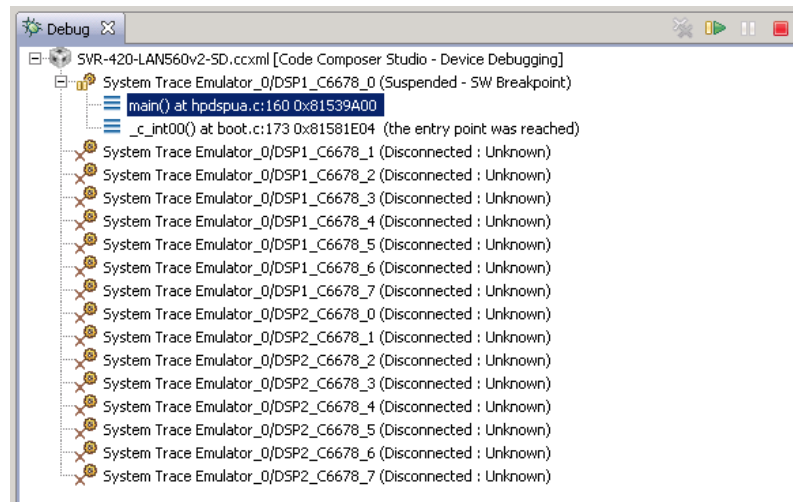 Debug
SVR-420-LAN560v2-SD.ccxml [Code Composer Studio - Device Debugging]
System Trace Emulator_0/DSP1_C6678_0 (Suspended - SW Breakpoint)
main() at hpdspua.c:160 0x81539A00
_c_int00() at boot.c:173 0x81581E04 (the entry point was reached)
System Trace Emulator_0/DSP1_C6678_1 (Disconnected : Unknown)
System Trace Emulator_0/DSP1_C6678_2 (Disconnected : Unknown)
System Trace Emulator_0/DSP1_C6678_3 (Disconnected : Unknown)
System Trace Emulator_0/DSP1_C6678_4 (Disconnected : Unknown)
System Trace Emulator_0/DSP1_C6678_5 (Disconnected : Unknown)
System Trace Emulator_0/DSP1_C6678_6 (Disconnected : Unknown)
System Trace Emulator_0/DSP1_C6678_7 (Disconnected : Unknown)
System Trace Emulator_0/DSP2_C6678_0 (Disconnected : Unknown)
System Trace Emulator_0/DSP2_C6678_1 (Disconnected : Unknown)
System Trace Emulator_0/DSP2_C6678_2 (Disconnected : Unknown)
System Trace Emulator_0/DSP2_C6678_3 (Disconnected : Unknown)
System Trace Emulator_0/DSP2_C6678_4 (Disconnected : Unknown)
System Trace Emulator_0/DSP2_C6678_5 (Disconnected : Unknown)
System Trace Emulator_0/DSP2_C6678_6 (Disconnected : Unknown)
System Trace Emulator_0/DSP2_C6678_7 (Disconnected : Unknown)